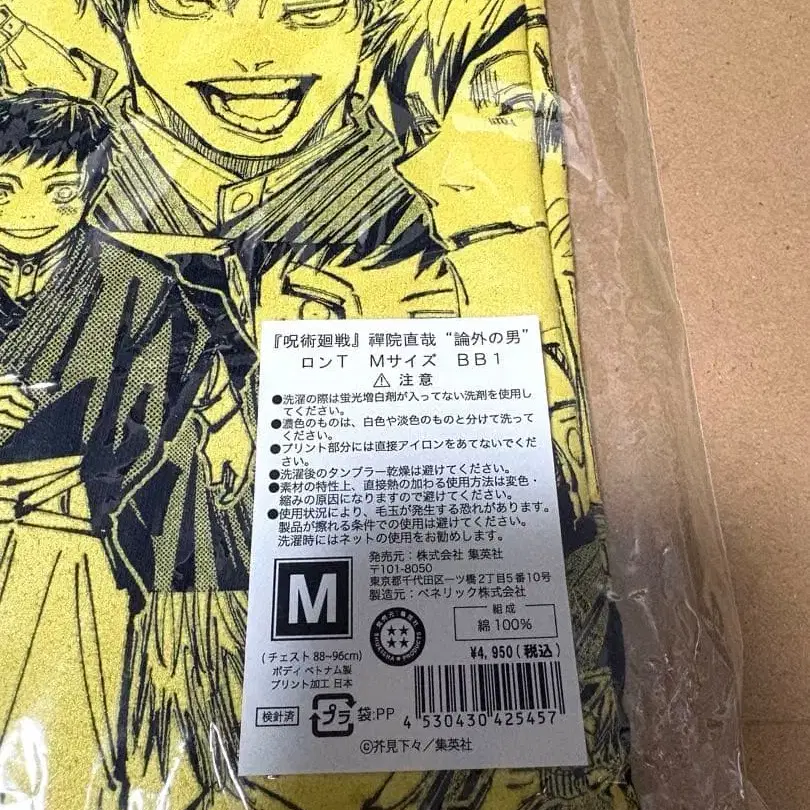 『呪術廻戦』禪院直哉 “論外の男”
ロンT Mサイズ BB1
⚠ 注意
●洗濯の際は蛍光増白剤が入ってない洗剤を使用し
てください。
●濃色のものは、白色や淡色のものと分けて洗って
ください。
●プリント部分には直接アイロンをあてないでくだ
さい。
●洗濯後のタンブラー乾燥は避けてください。
●素材の特性上、直接熱の加わる使用方法は変色・
縮みの原因になりますので避けてください。
●使用状況により、毛玉が発生する恐れがあります。
製品が擦れる条件での使用は避けてください。
洗濯時にはネットの使用をお勧めします。
発売元：株式会社 集英社
〒101-8050
東京都千代田区一ツ橋2丁目5番10号
製造元：ベネリック株式会社
M
組成
綿 100%
¥4,950(税込)
(チェスト 88~96cm)
ボディ ベトナム製
プリント加工 日本
検針済
プラ 袋:PP
4 530430 425457
©芥見下々／集英社